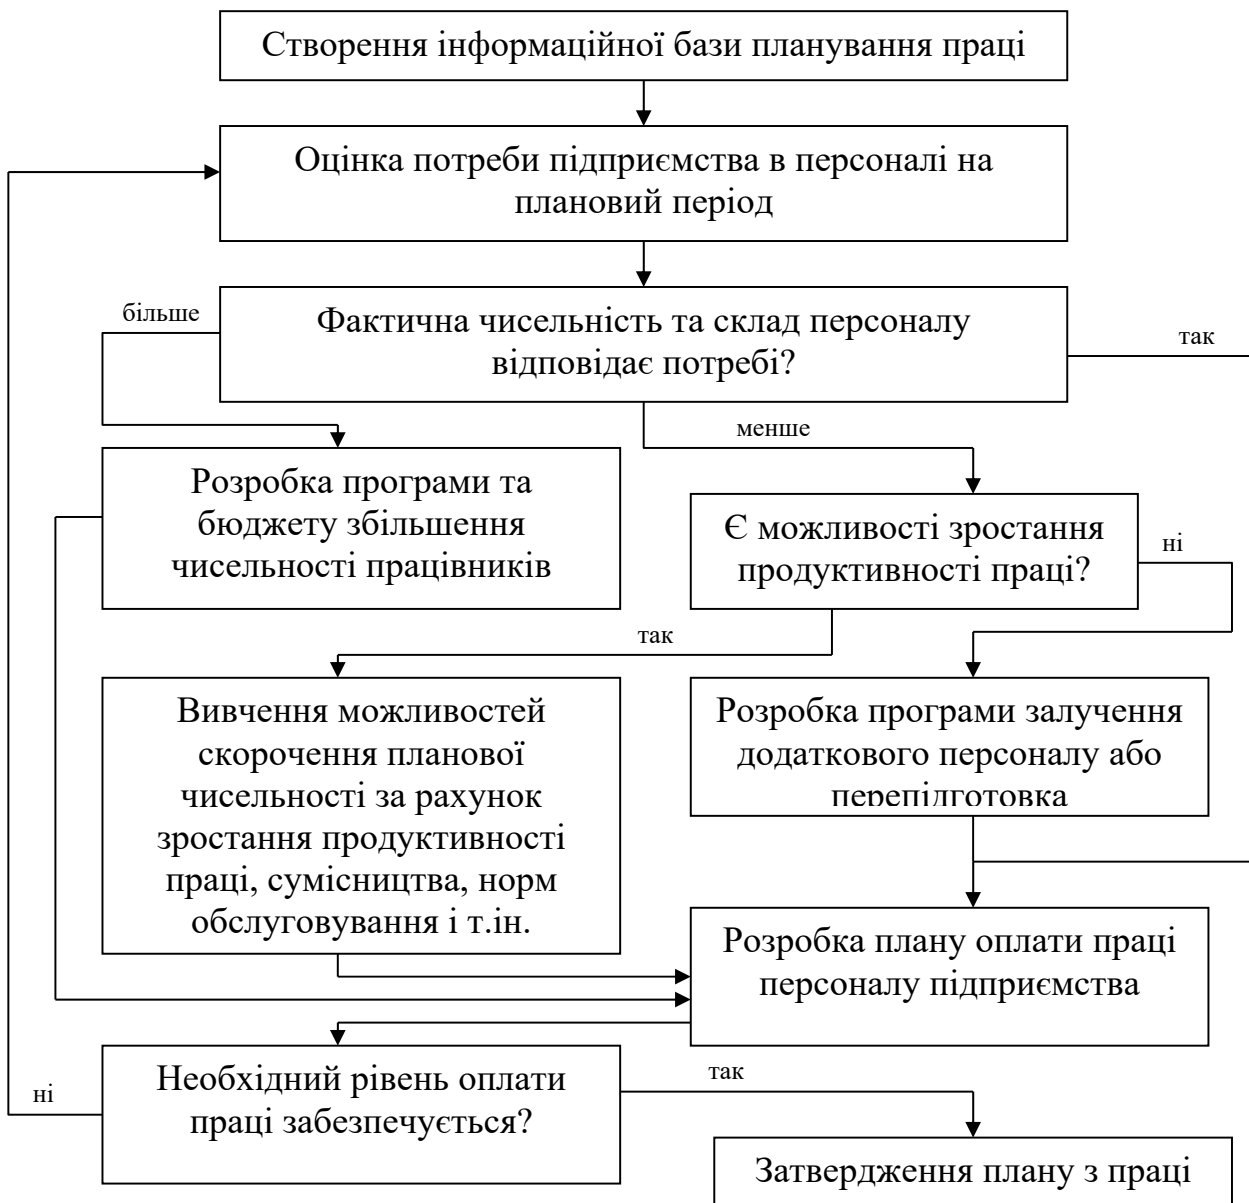 Створення інформаційної бази планування праці
Оцінка потреби підприємства в персоналі на
плановий період
більше
Фактична чисельність та склад персоналу
відповідає потребі?
так
менше
Розробка програми та
бюджету збільшення
чисельності працівників
Є можливості зростання
продуктивності праці?
ні
так
Вивчення можливостей
скорочення планової
чисельності за рахунок
зростання продуктивності
праці, сумісництва, норм
обслуговування і т.ін.
Розробка програми залучення
додаткового персоналу або
перепідготовка
Розробка плану оплати праці
персоналу підприємства
ні
Необхідний рівень оплати
праці забезпечується?
так
Затвердження плану з праці